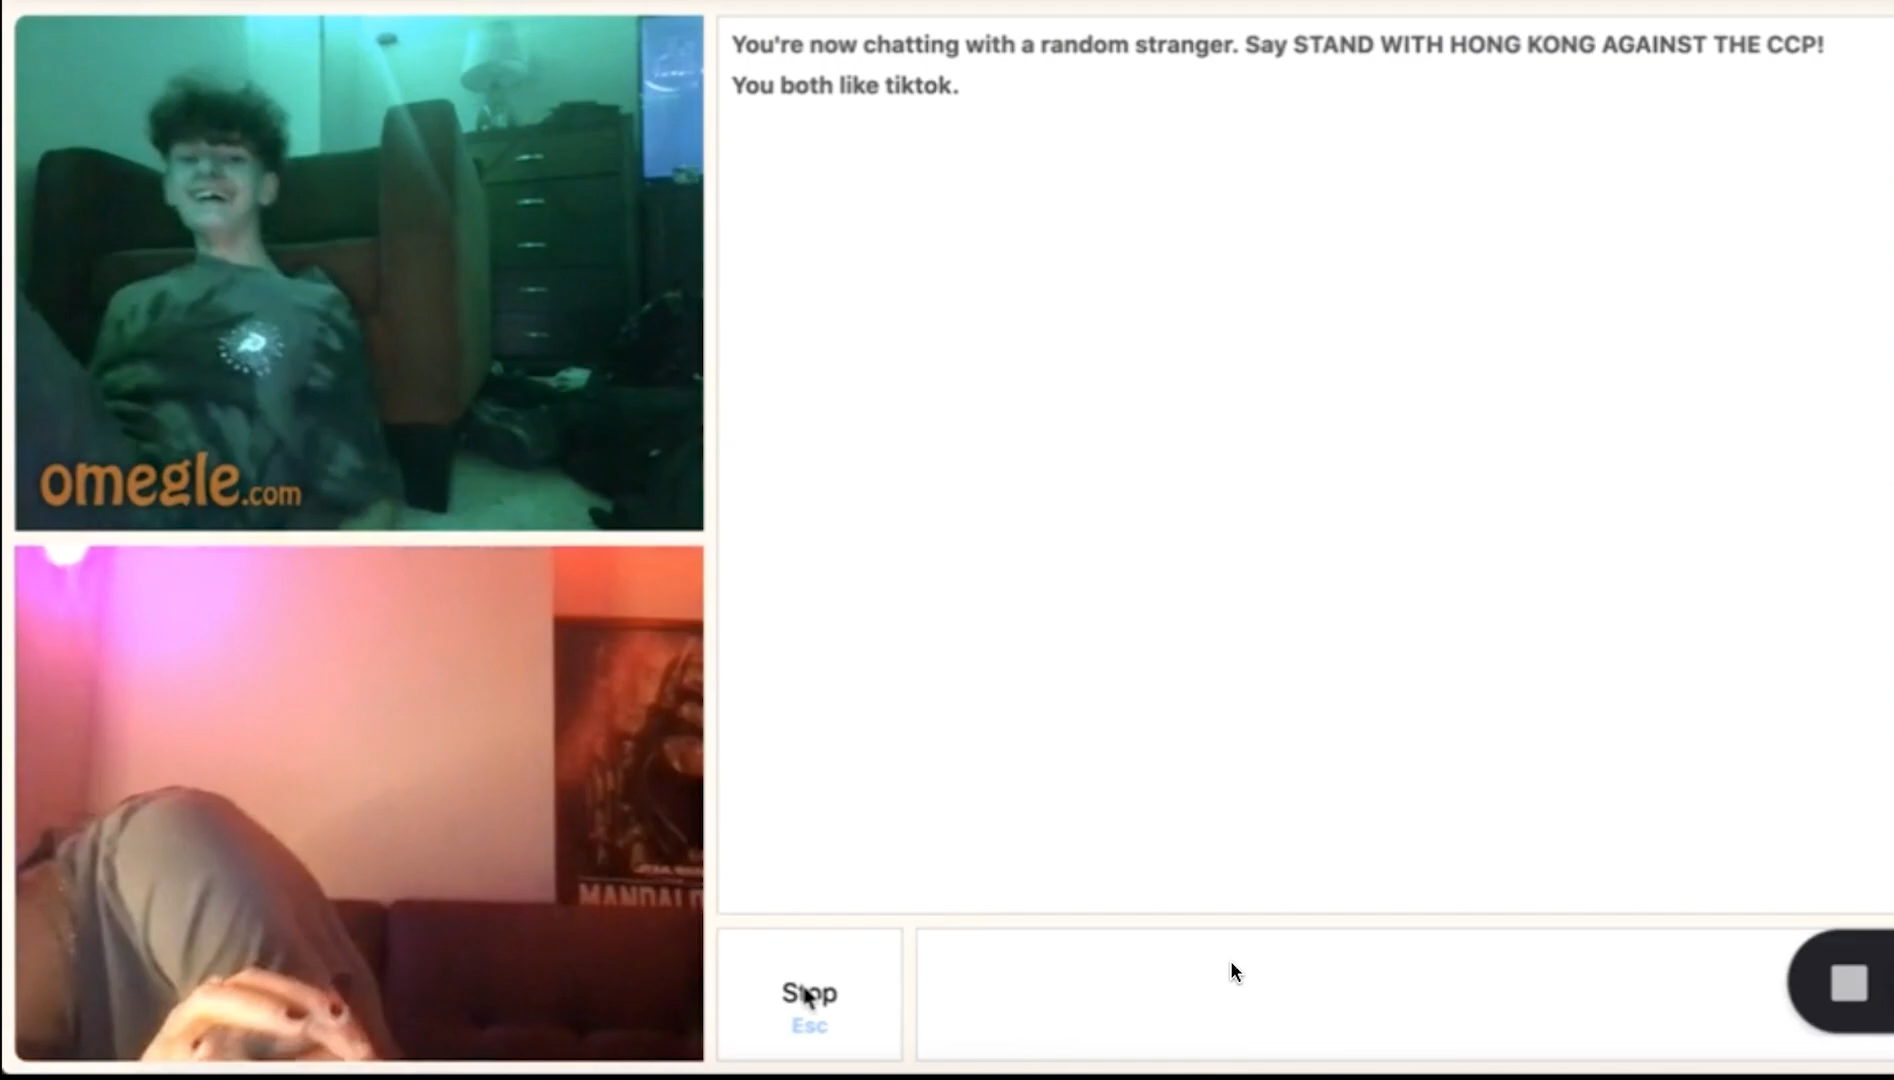 You're now chatting with a random stranger. Say STAND WITH HONG KONG AGAINST THE CCP!
You both like tiktok.
omegle.com
MANDALO
Stop
Esc